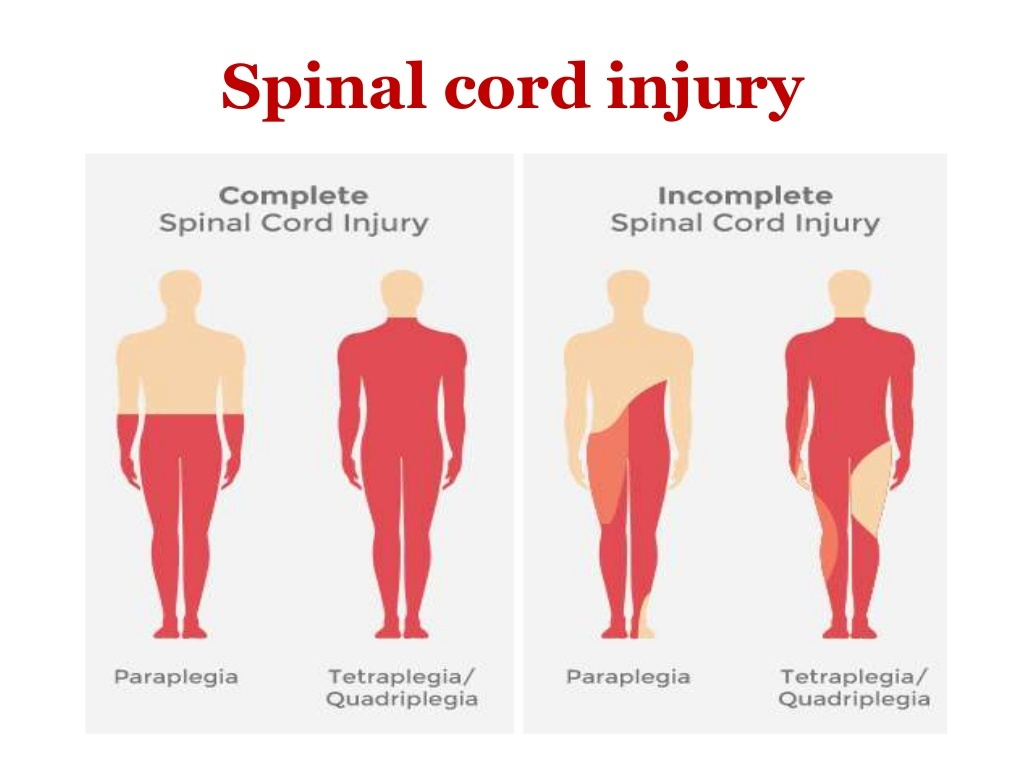 Spinal cord injury
Complete
Spinal Cord Injury
Incomplete
Spinal Cord Injury
Paraplegia
Tetraplegia/
Quadriplegia
Paraplegia
Tetraplegia/
Quadriplegia